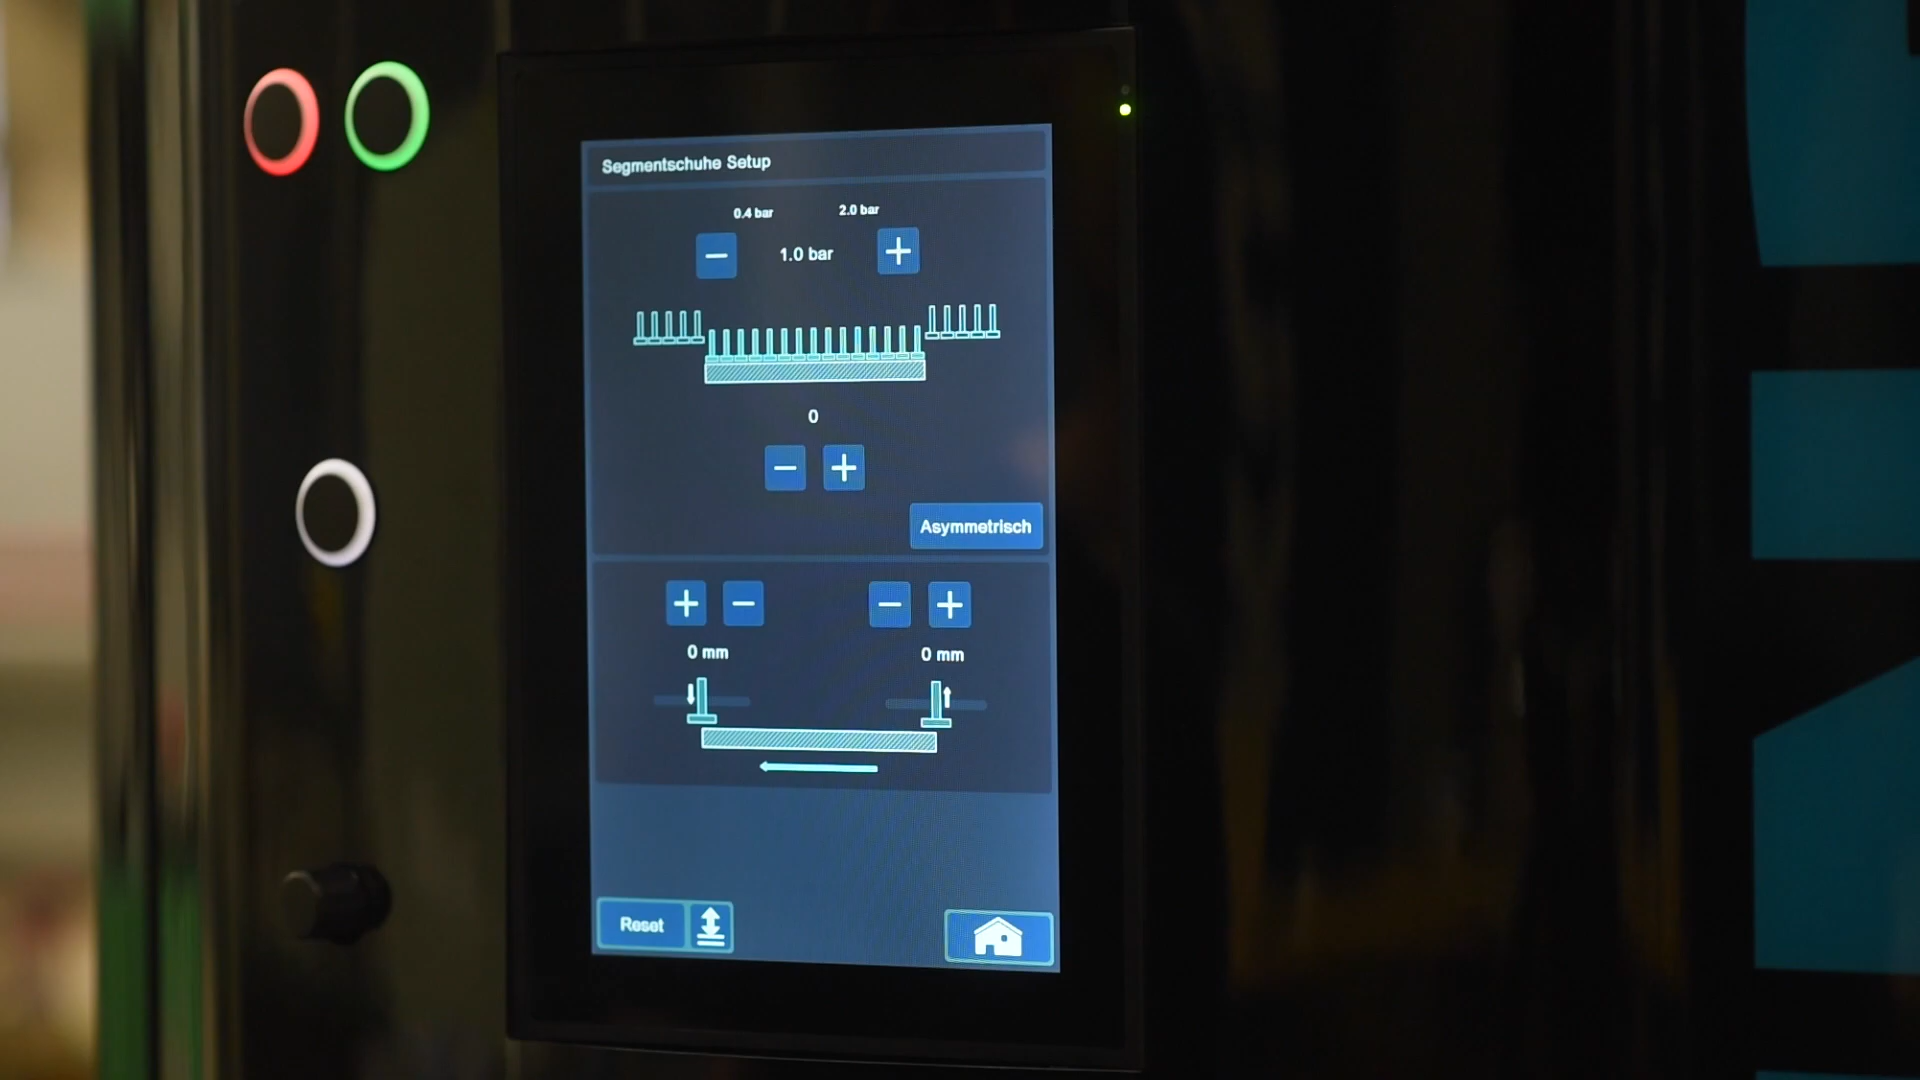 Segmentschuhe Setup
0.4 bar 2.0 bar
1.0 bar
0
Asymmetrisch
0 mm 0 mm
Reset